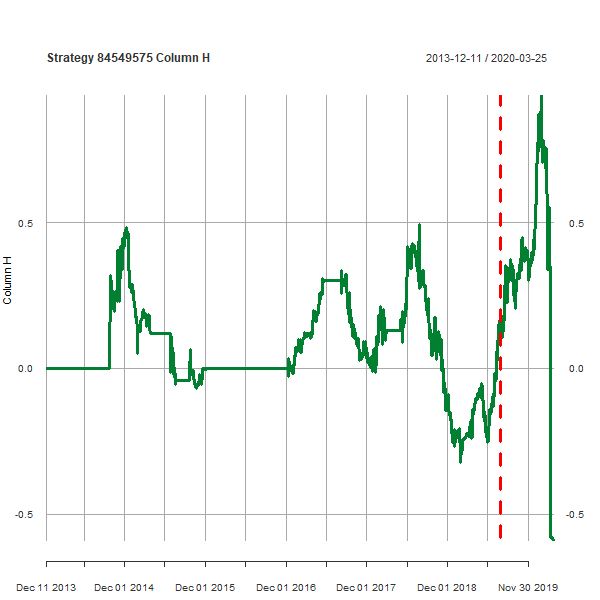 Strategy 84549575 Column H
2013-12-11 / 2020-03-25
0.5
0.5
Column H
0.0
0.0
-0.5
-0.5
Dec 11 2013
Dec 01 2014
Dec 01 2015
Dec 01 2016
Dec 01 2017
Dec 01 2018
Nov 30 2019